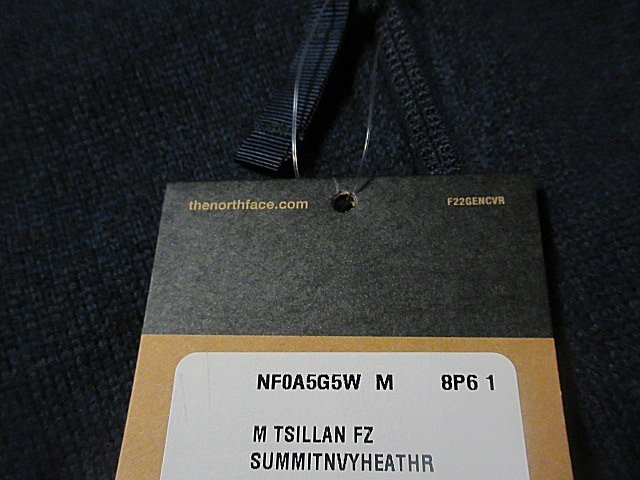 thenorthface.com F22GENCVR
NF0A5G5W M 8P6 1
M TSILLAN FZ
SUMMITNVYHEATHR